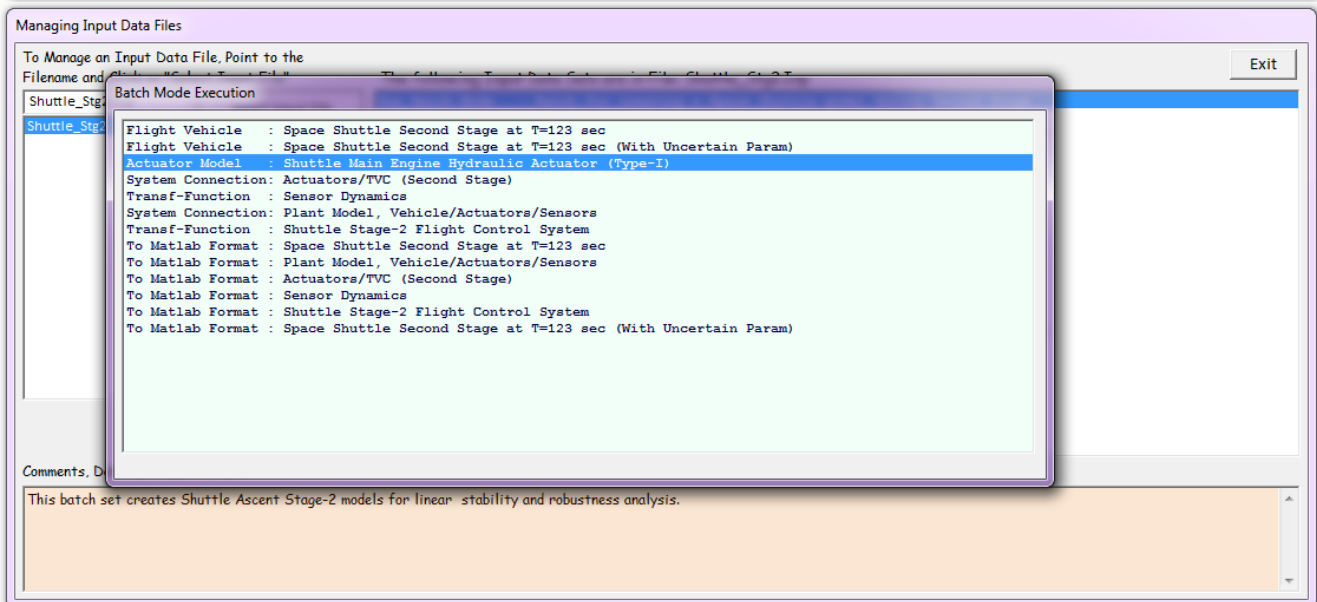 Managing Input Data Files
To Manage an Input Data File, Point to the
Filename and
Exit
Shuttle_Stg2
Shuttle_Stg2
Batch Mode Execution
Flight Vehicle : Space Shuttle Second Stage at T=123 sec
Flight Vehicle : Space Shuttle Second Stage at T=123 sec (With Uncertain Param)
Actuator Model : Shuttle Main Engine Hydraulic Actuator (Type-I)
System Connection: Actuators/TVC (Second Stage)
Transf-Function : Sensor Dynamics
System Connection: Plant Model, Vehicle/Actuators/Sensors
Transf-Function : Shuttle Stage-2 Flight Control System
To Matlab Format : Space Shuttle Second Stage at T=123 sec
To Matlab Format : Plant Model, Vehicle/Actuators/Sensors
To Matlab Format : Actuators/TVC (Second Stage)
To Matlab Format : Sensor Dynamics
To Matlab Format : Shuttle Stage-2 Flight Control System
To Matlab Format : Space Shuttle Second Stage at T=123 sec (With Uncertain Param)
Comments, D
This batch set creates Shuttle Ascent Stage-2 models for linear stability and robustness analysis.